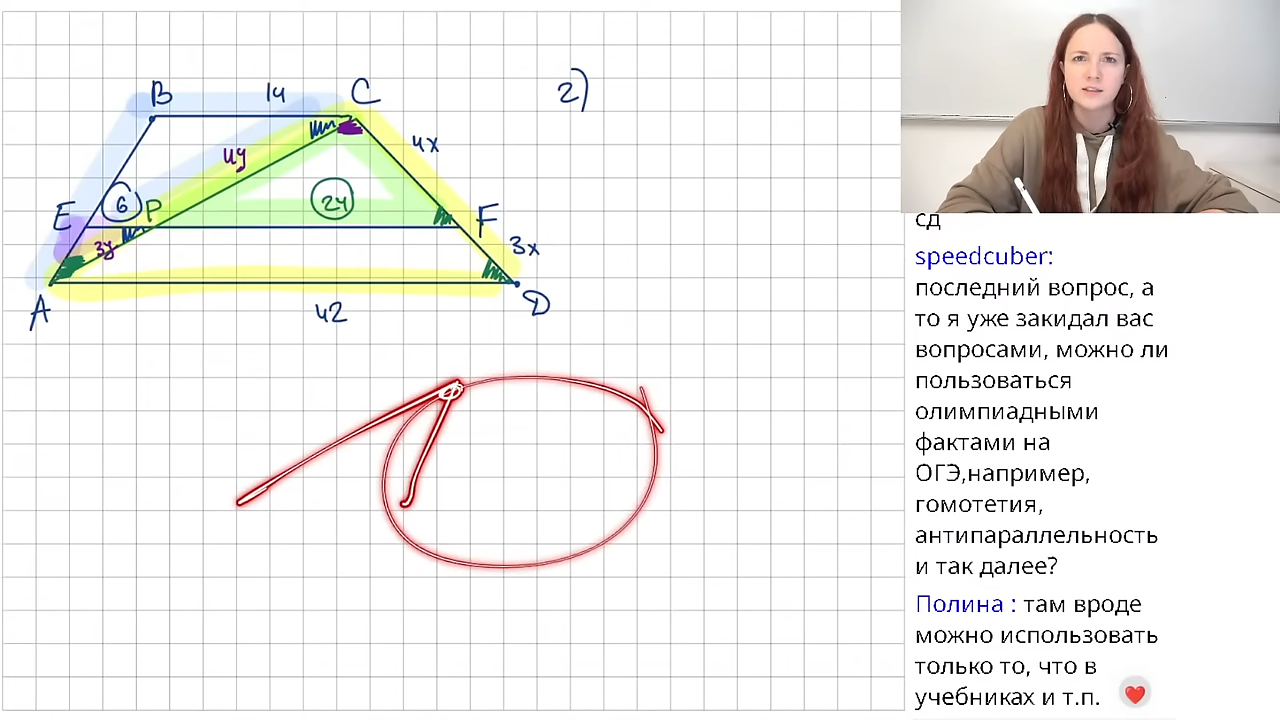 B 14 C
2)
4y
4x
E 6 P
24
F
3y
3x
A 42 D
сд
speedcuber:
последний вопрос, а
то я уже закидал вас
вопросами, можно ли
пользоваться
олимпиадными
фактами на
ОГЭ,например,
гомотетия,
антипараллельность
и так далее?
Полина : там вроде
можно использовать
только то, что в
учебниках и т.п.